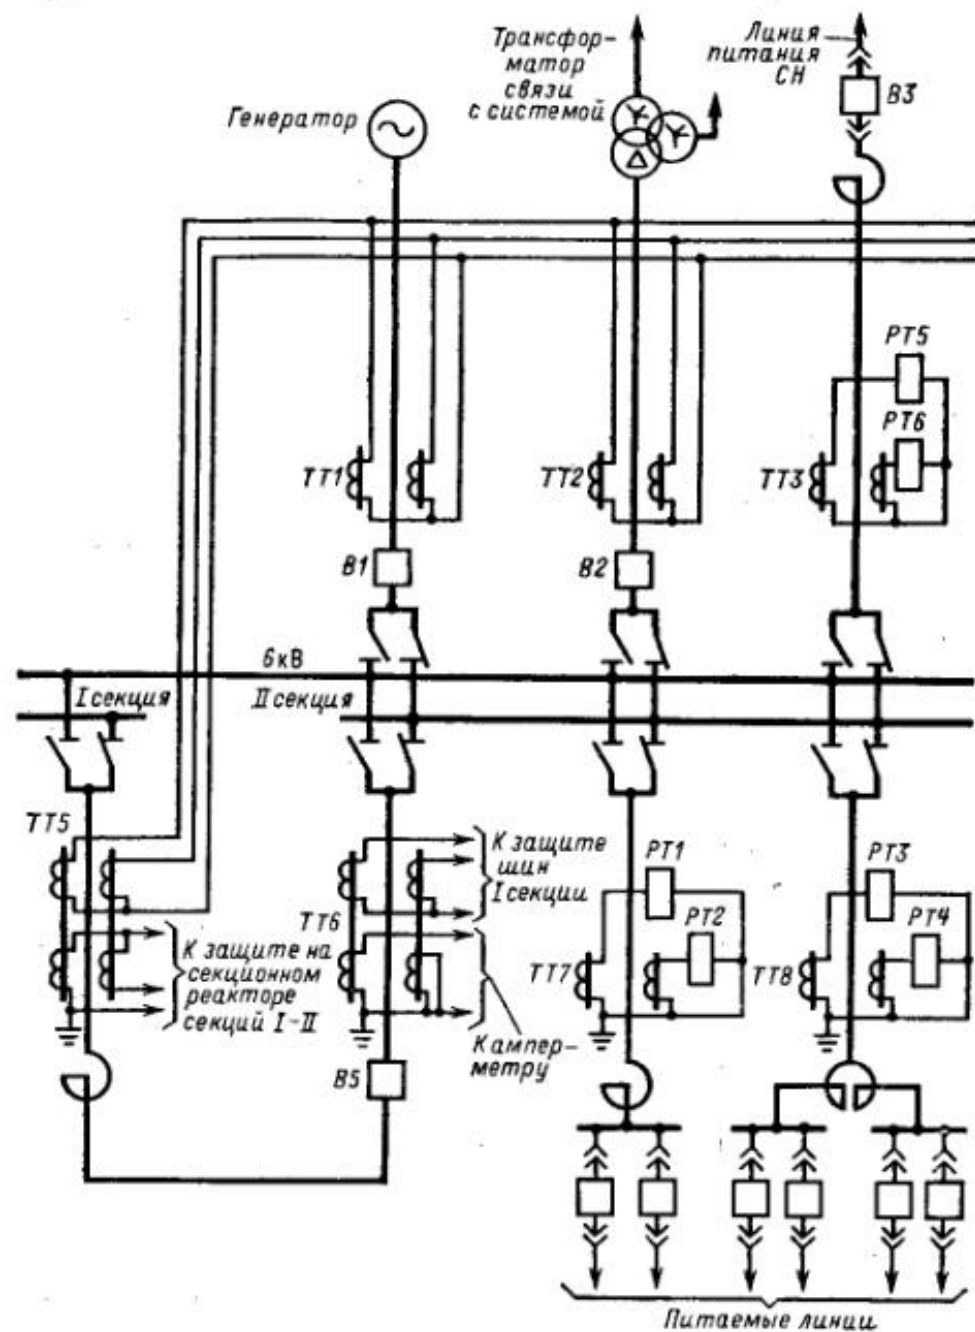 Трансфор-
матор
связи
с системой
Линия
питания
СН
В3
Генератор
РТ5
РТ6
ТТ1
ТТ2
ТТ3
В1
В2
6кВ
I секция
II секция
ТТ5
К защите
шин
I секции
РТ1
РТ3
РТ2
РТ4
ТТ6
К защите на
секционном
реакторе
секций I-II
ТТ7
ТТ8
К ампер-
метру
В5
Питаемые линии